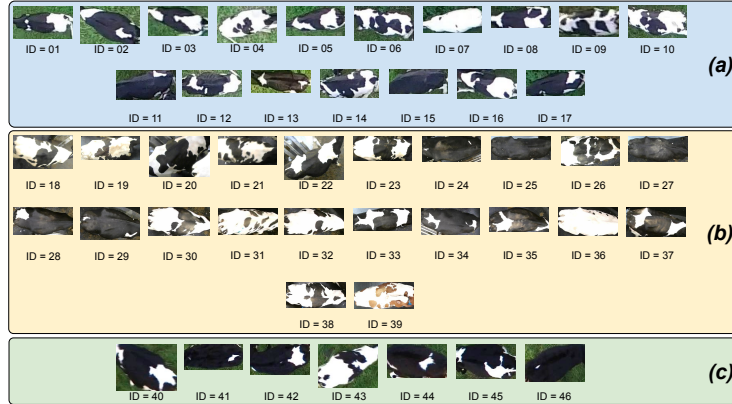 ID = 01 ID = 02 ID = 03 ID = 04 ID = 05 ID = 06 ID = 07 ID = 08 ID = 09 ID = 10
(a)
ID = 11 ID = 12 ID = 13 ID = 14 ID = 15 ID = 16 ID = 17
ID = 18 ID = 19 ID = 20 ID = 21 ID = 22 ID = 23 ID = 24 ID = 25 ID = 26 ID = 27
(b)
ID = 28 ID = 29 ID = 30 ID = 31 ID = 32 ID = 33 ID = 34 ID = 35 ID = 36 ID = 37
ID = 38 ID = 39
(c)
ID = 40 ID = 41 ID = 42 ID = 43 ID = 44 ID = 45 ID = 46